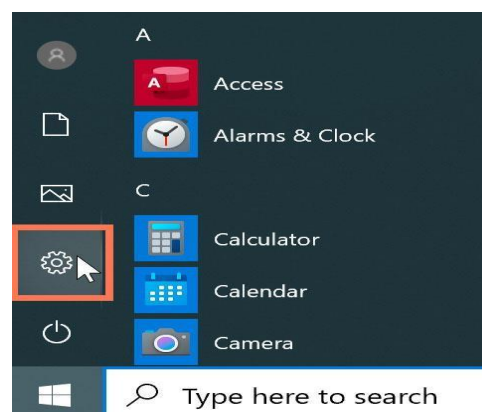 A
Access
Alarms & Clock
C
Calculator
Calendar
Camera
Type here to search